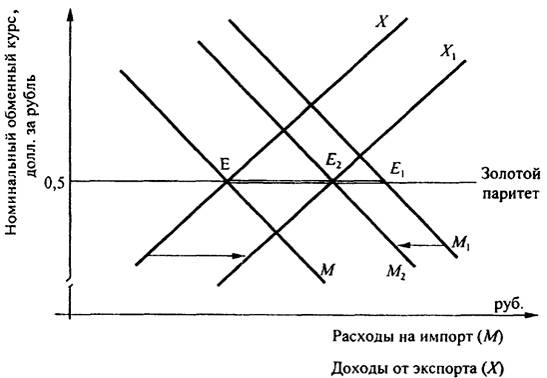 Номинальный обменный курс,
долл. за рубль
X
X₁
E
E₂
E₁
0,5
Золотой
паритет
M
M₂
M₁
руб.
Расходы на импорт (M)
Доходы от экспорта (X)